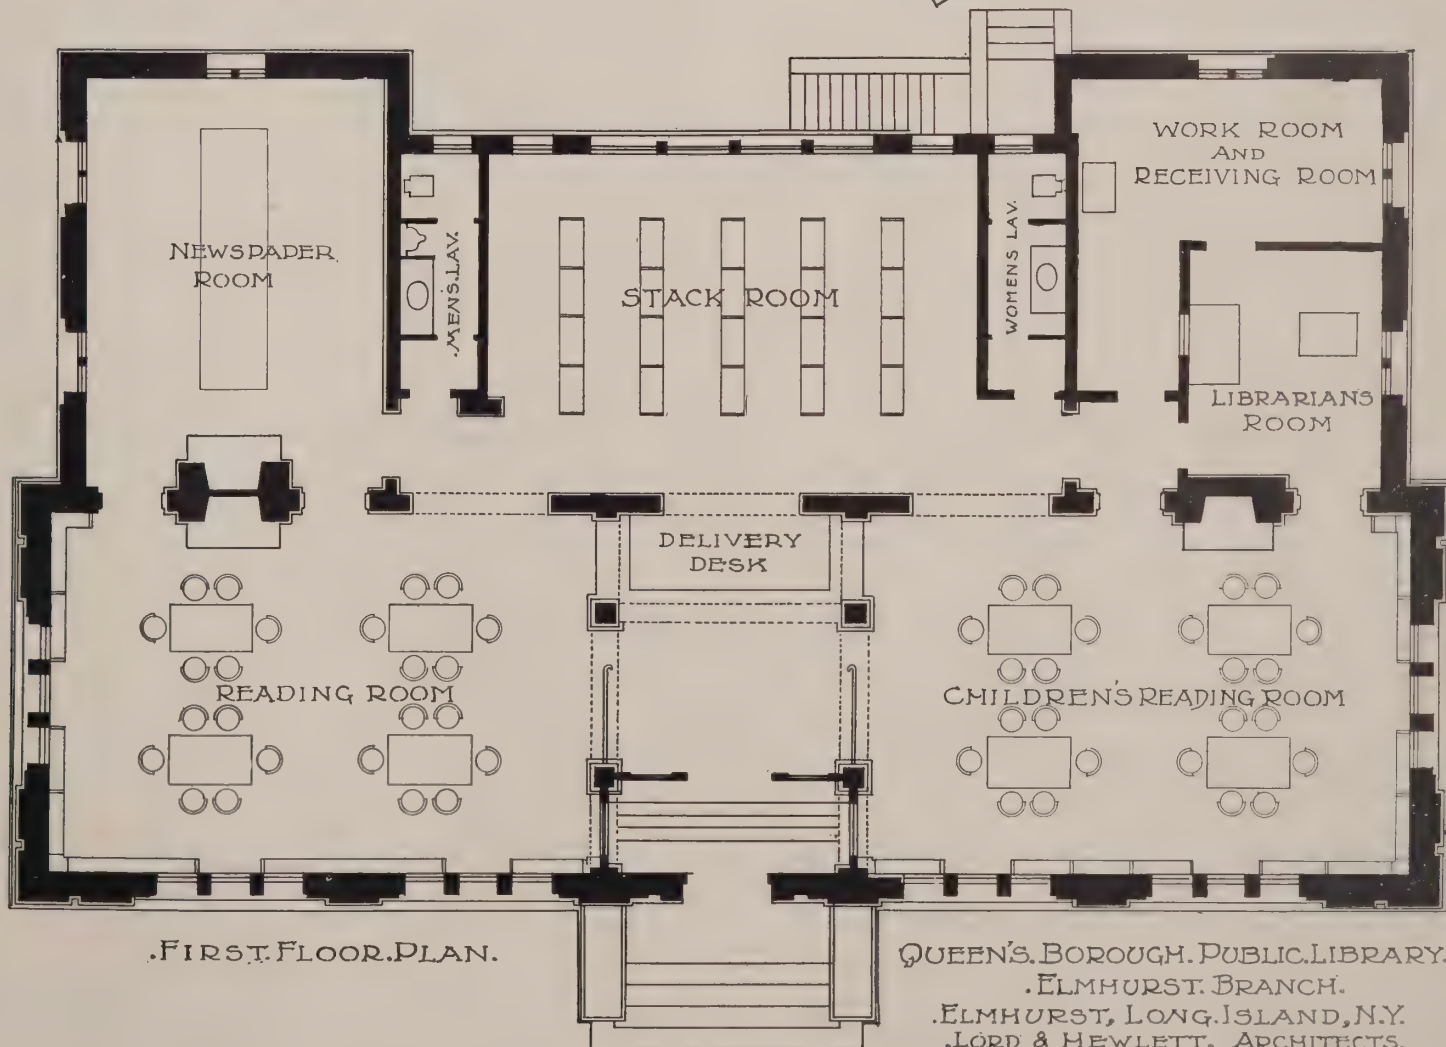 WORK ROOM
AND
RECEIVING ROOM
NEWSPAPER
ROOM
.MEN'S.LAV.
STACK ROOM
WOMENS LAV.
LIBRARIANS
ROOM
DELIVERY
DESK
READING ROOM
CHILDREN'S READING ROOM
.FIRST.FLOOR.PLAN.
QUEEN'S.BOROUGH.PUBLIC.LIBRARY.
.ELMHURST.BRANCH.
.ELMHURST, LONG.ISLAND, N.Y.
.LORD & HEWLETT. ARCHITECTS.